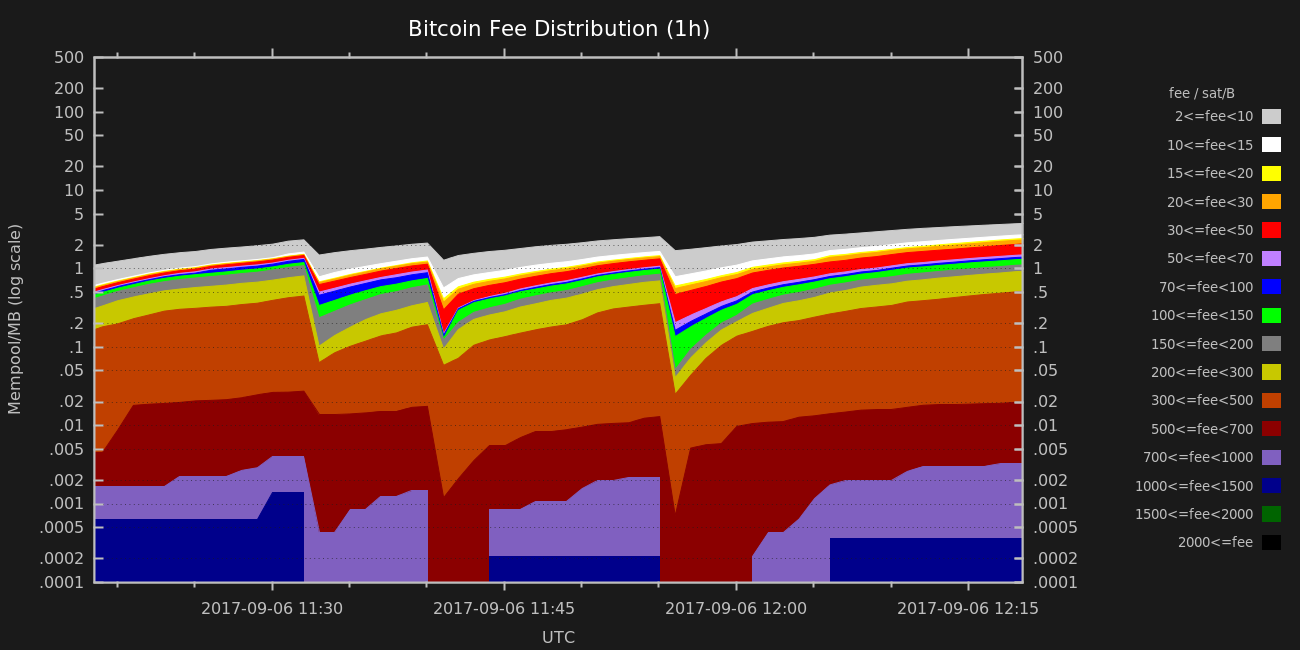 Bitcoin Fee Distribution (1h)
500 500
200 200
100 100
50 50
20 20
10 10
5 5
2 2
1 1
.5 .5
.2 .2
.1 .1
.05 .05
.02 .02
.01 .01
.005 .005
.002 .002
.001 .001
.0005 .0005
.0002 .0002
.0001 .0001
Mempool/MB (log scale)
2017-09-06 11:30 2017-09-06 11:45 2017-09-06 12:00 2017-09-06 12:15
UTC
fee / sat/B
2<=fee<10
10<=fee<15
15<=fee<20
20<=fee<30
30<=fee<50
50<=fee<70
70<=fee<100
100<=fee<150
150<=fee<200
200<=fee<300
300<=fee<500
500<=fee<700
700<=fee<1000
1000<=fee<1500
1500<=fee<2000
2000<=fee